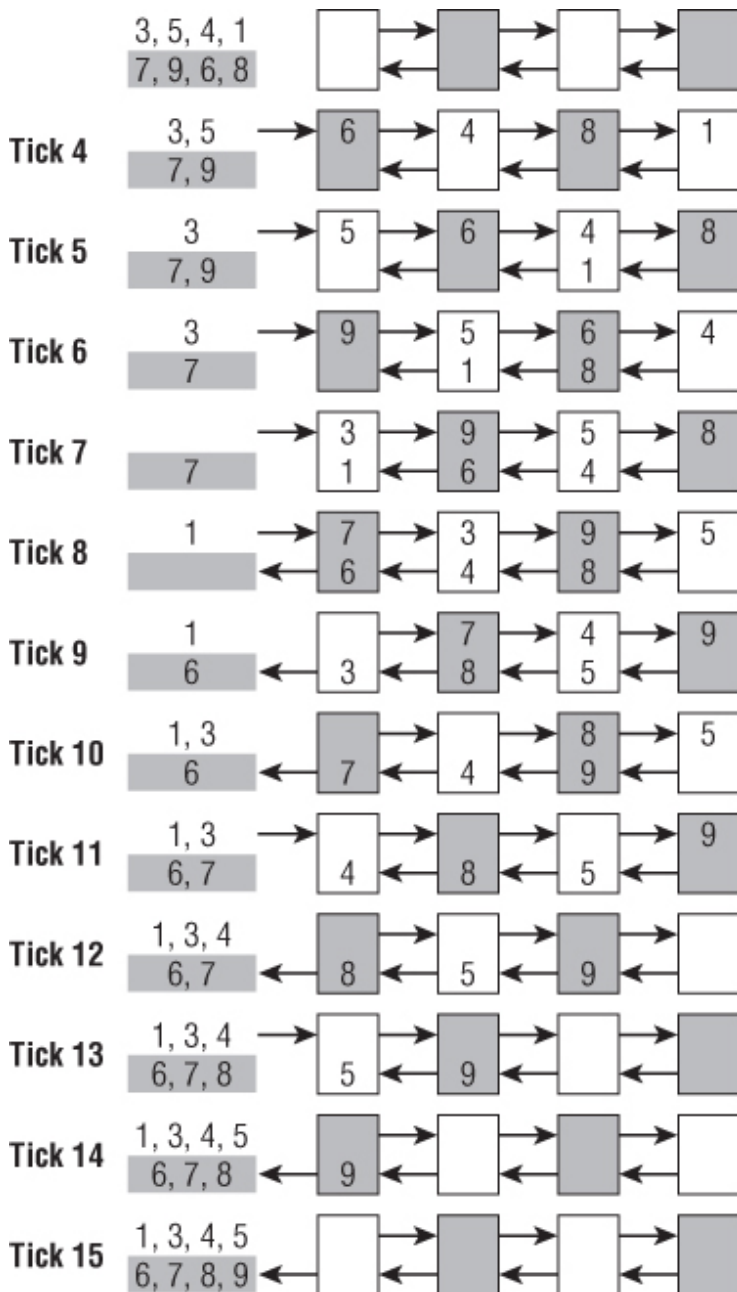 3, 5, 4, 1
7, 9, 6, 8
Tick 4
3, 5
7, 9
6 4 8 1
Tick 5
3
7, 9
5 6 4 8
1
Tick 6
3
7
9 5 6 4
1 8
Tick 7
7
3 9 5 8
1 6 4
Tick 8
1
7 3 9 5
6 4 8
Tick 9
1
6
7 4 9
3 8 5
Tick 10
1, 3
6
8 5
7 4 9
Tick 11
1, 3
6, 7
9
4 8 5
Tick 12
1, 3, 4
6, 7
8 5 9
Tick 13
1, 3, 4
6, 7, 8
5 9
Tick 14
1, 3, 4, 5
6, 7, 8
9
Tick 15
1, 3, 4, 5
6, 7, 8, 9